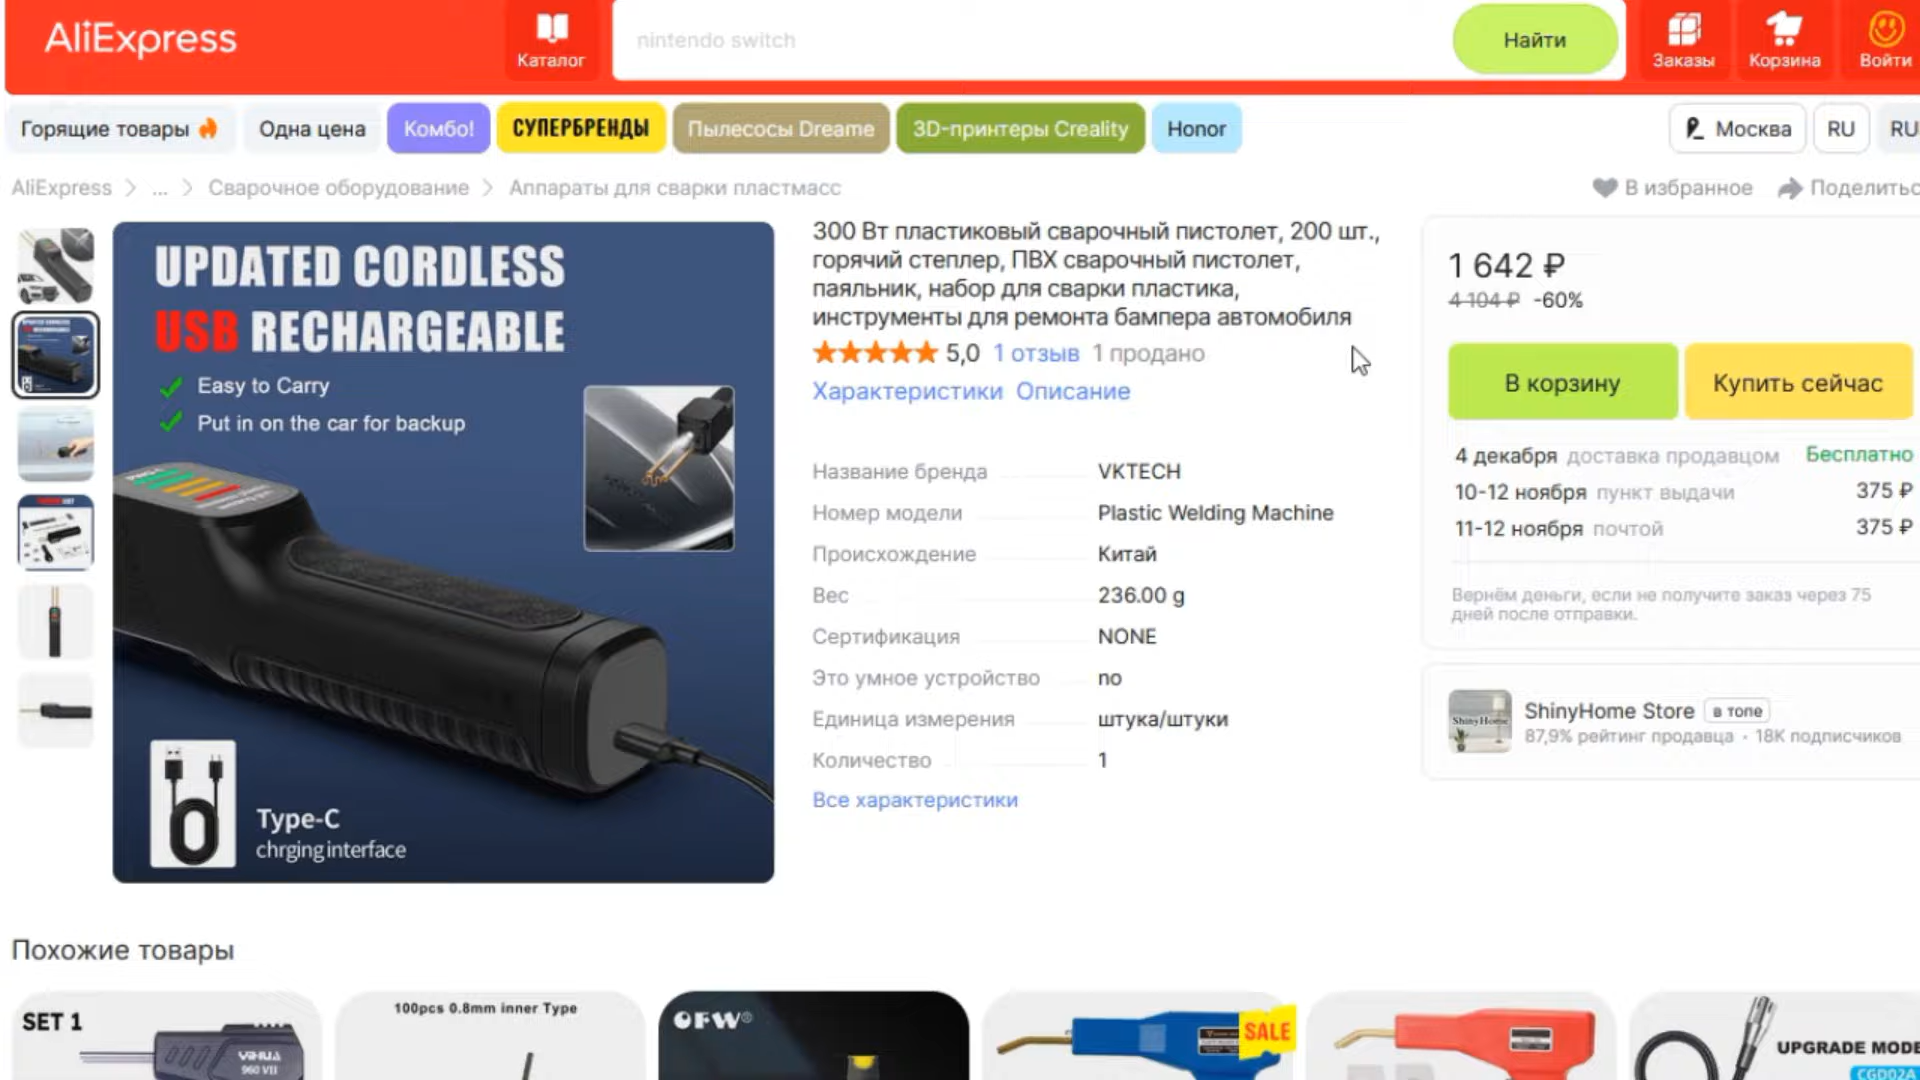 AliExpress
Каталог
nintendo switch
Найти
Заказы
Корзина
Войти
Горящие товары
Одна цена
Комбо!
СУПЕРБРЕНДЫ
Пылесосы Dreame
3D-принтеры Creality
Honor
Москва
RU
RU
AliExpress > ... > Сварочное оборудование > Аппараты для сварки пластмасс
В избранное
UPDATED CORDLESS
USB RECHARGEABLE
Easy to Carry
Put in on the car for backup
Type-C
chrging interface
300 Вт пластиковый сварочный пистолет, 200 шт.,
горячий степлер, ПВХ сварочный пистолет,
паяльник, набор для сварки пластика,
инструменты для ремонта бампера автомобиля
5,0 1 отзыв 1 продано
Характеристики Описание
Название бренда VKTECH
Номер модели Plastic Welding Machine
Происхождение Китай
Вес 236.00 g
Сертификация NONE
Это умное устройство no
Единица измерения штука/штуки
Количество 1
Все характеристики
1 642 ₽
4 104 ₽ -60%
В корзину
Купить сейчас
4 декабря доставка продавцом Бесплатно
10-12 ноября пункт выдачи 375 ₽
11-12 ноября почтой 375 ₽
Вернём деньги, если не получите заказ через 75
дней после отправки.
ShinyHome
ShinyHome Store в топе
87,9% рейтинг продавца · 18K подписчиков
Похожие товары
SET 1
YIHUA
960 VII
100pcs 0.8mm inner Type
OFW®
SALE
UPGRADE MODE
CGD02A